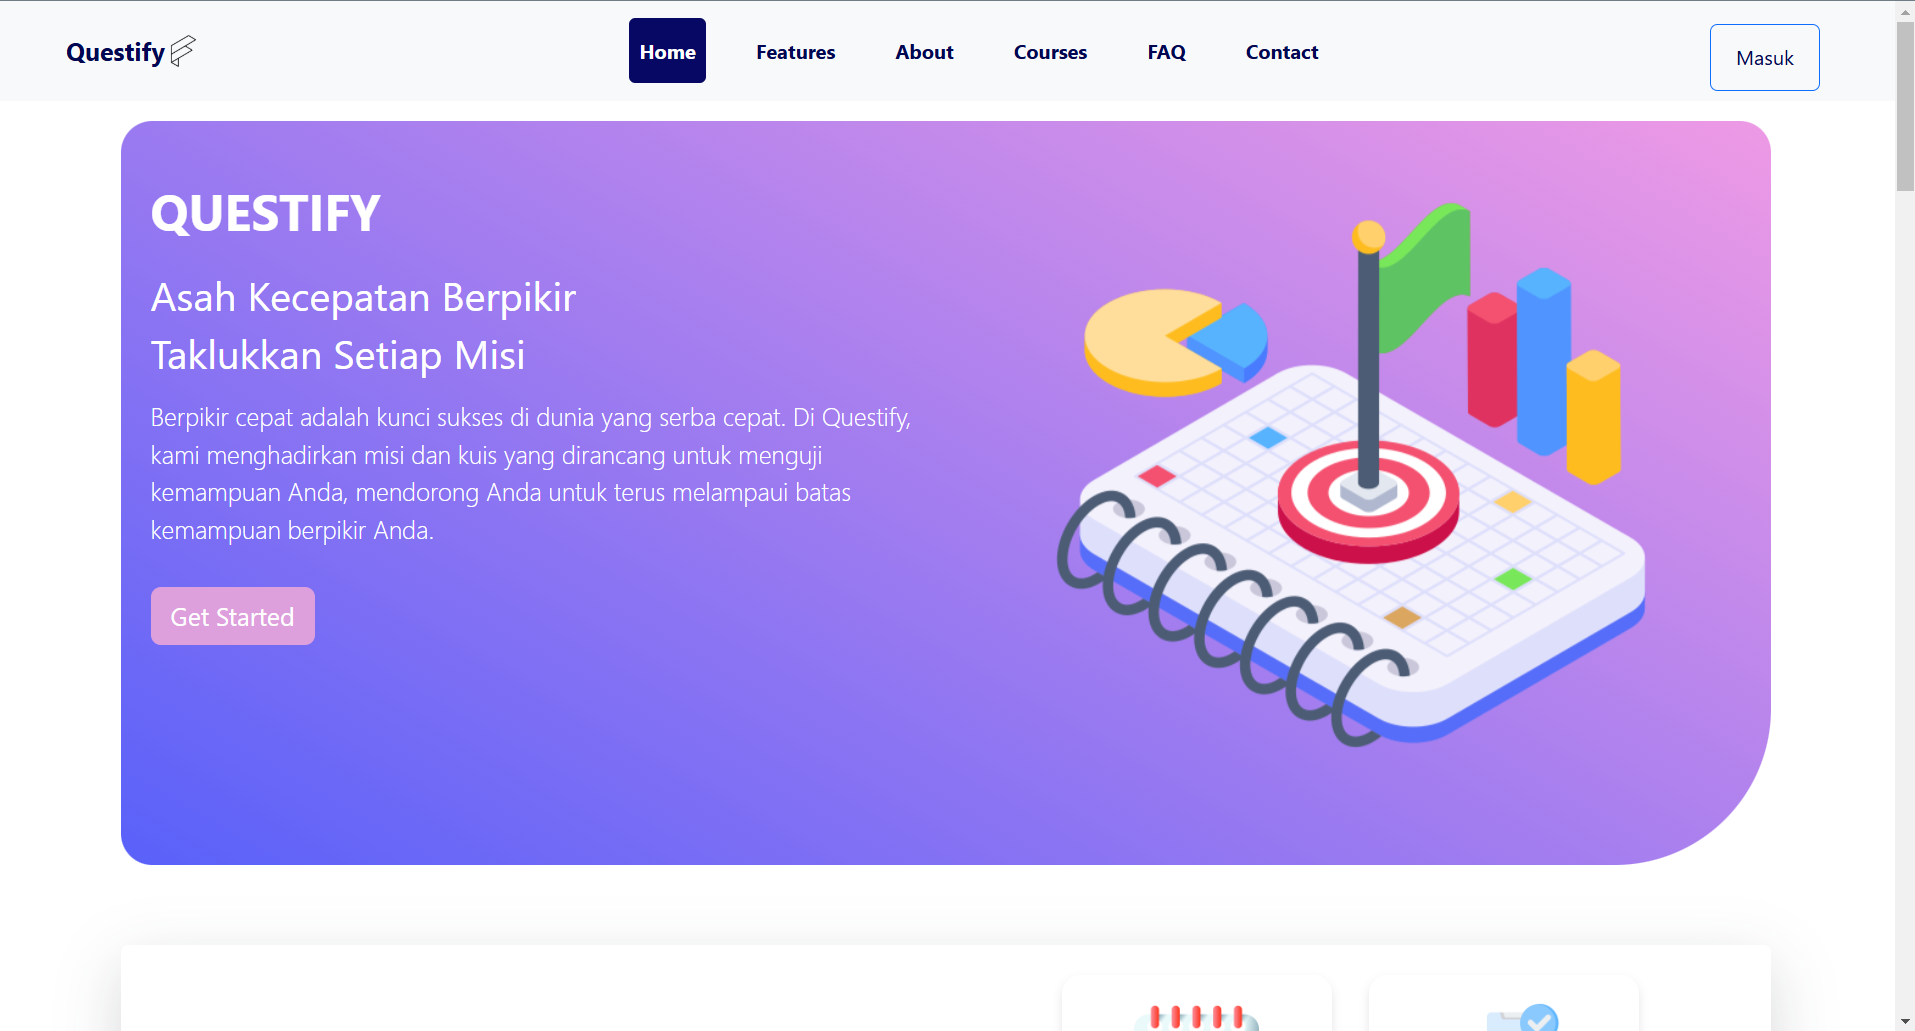 Questify
Home
Features
About
Courses
FAQ
Contact
Masuk
QUESTIFY
Asah Kecepatan Berpikir
Taklukkan Setiap Misi
Berpikir cepat adalah kunci sukses di dunia yang serba cepat. Di Questify,
kami menghadirkan misi dan kuis yang dirancang untuk menguji
kemampuan Anda, mendorong Anda untuk terus melampaui batas
kemampuan berpikir Anda.
Get Started